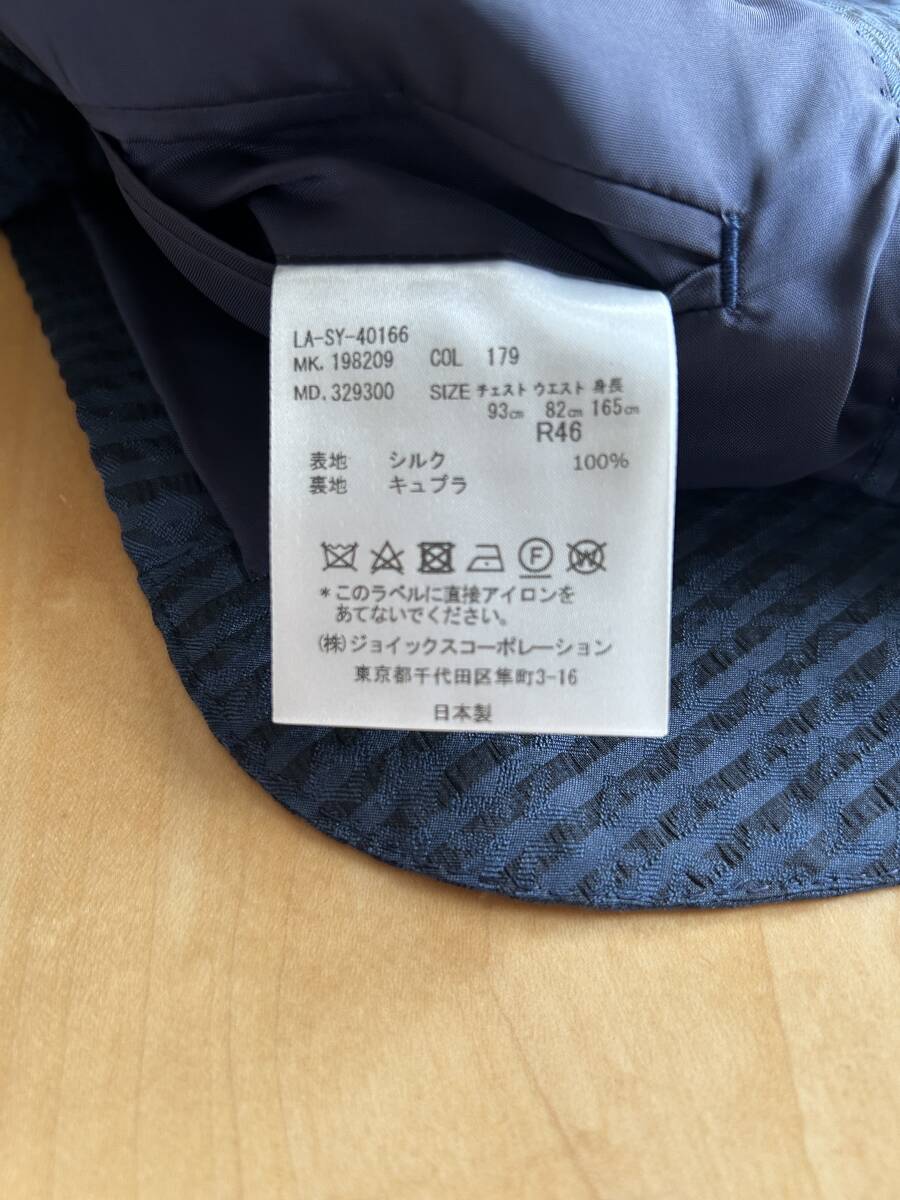 LA-SY-40166
MK. 198209 COL 179
MD. 329300 SIZE チェスト ウエスト 身長
93cm 82cm 165cm
R46
表地 シルク 100%
裏地 キュプラ
F W
*このラベルに直接アイロンを
あてないでください。
(株)ジョイックスコーポレーション
東京都千代田区隼町3-16
日本製